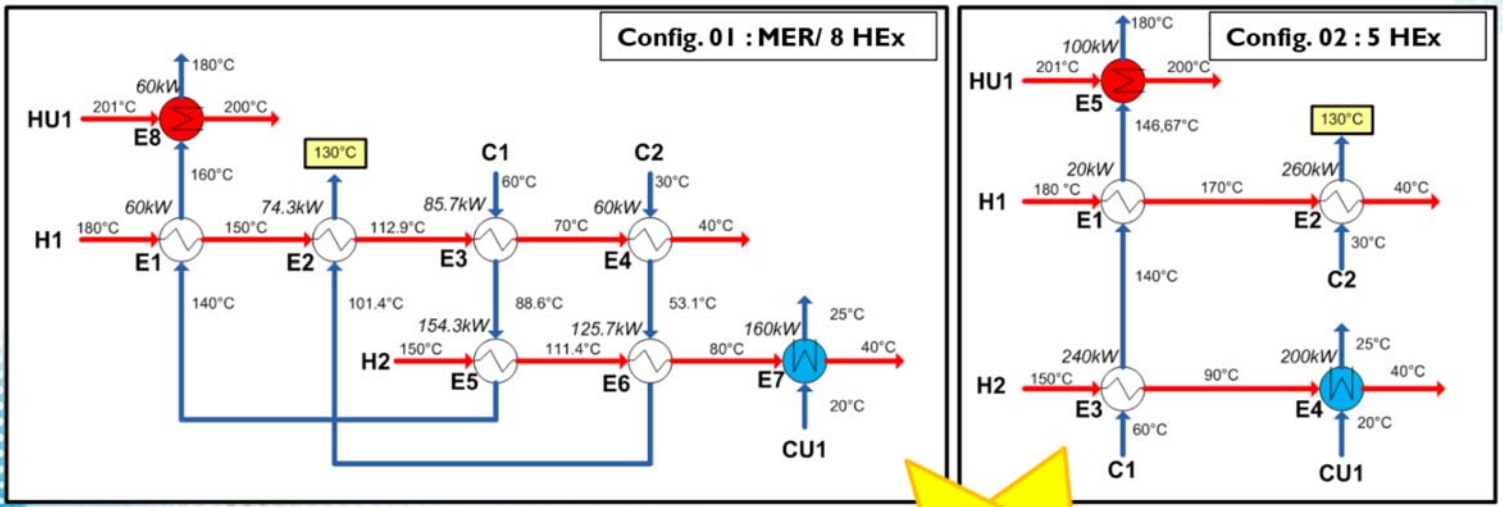 Config. 01 : MER/ 8 HEx
180°C
60kW
HU1
201°C
200°C
E8
160°C
130°C
C1
60°C
C2
30°C
60kW
74.3kW
85.7kW
60kW
H1
180°C
150°C
112.9°C
70°C
40°C
E1
E2
E3
E4
140°C
101.4°C
88.6°C
53.1°C
25°C
154.3kW
125.7kW
160kW
H2
150°C
111.4°C
80°C
40°C
E5
E6
E7
20°C
CU1
Config. 02 : 5 HEx
180°C
100kW
HU1
201°C
200°C
E5
146,67°C
130°C
20kW
260kW
H1
180 °C
170°C
40°C
E1
E2
30°C
C2
140°C
25°C
240kW
200kW
H2
150°C
90°C
40°C
E3
E4
60°C
20°C
C1
CU1